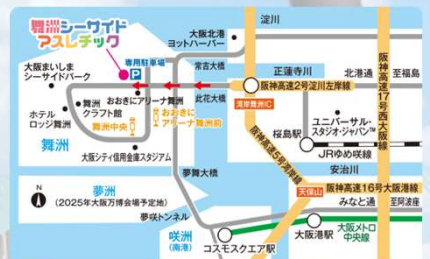 舞洲シーサイド
アスレチック
専用駐車場
P
大阪北港
ヨットハーバー
淀川
常吉大橋
正蓮寺川
北港通
至福島
大阪まいしま
シーサイドパーク
おおきにアリーナ舞洲
此花大橋
阪神高速2号淀川左岸線
湾岸舞洲IC
阪神高速17号西大阪線
ホテル
ロッジ舞洲
舞洲
クラフト館
舞洲中央
おおきに
アリーナ舞洲前
舞洲
大阪シティ信用金庫スタジアム
桜島駅
ユニバーサル・
スタジオ・ジャパン™
JRゆめ咲線
安治川
阪神高速5号湾岸線
夢舞大橋
天保山
阪神高速16号大阪港線
みなと通
至阿波座
N
夢洲
(2025年大阪万博会場予定地)
夢咲トンネル
咲洲
(南港)
コスモスクエア駅
大阪港駅
大阪メトロ
中央線